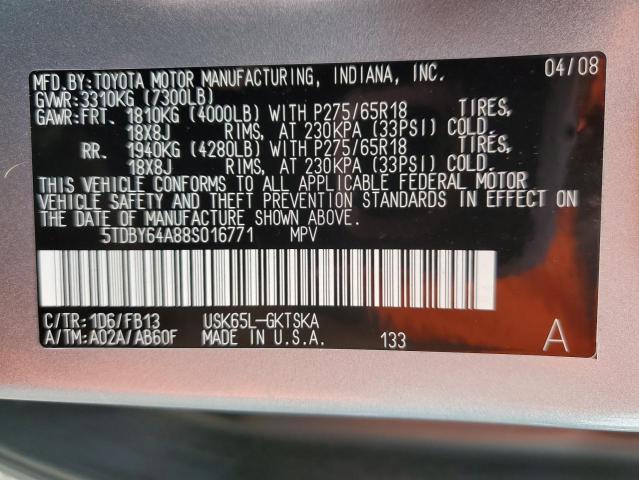 MFD.BY:TOYOTA MOTOR MANUFACTURING, INDIANA, INC. 04/08
GVWR:3310KG (7300LB)
GAWR:FRT. 1810KG (4000LB) WITH P275/65R18 TIRES,
18X8J RIMS, AT 230KPA (33PSI) COLD.
RR. 1940KG (4280LB) WITH P275/65R18 TIRES,
18X8J RIMS, AT 230KPA (33PSI) COLD.
THIS VEHICLE CONFORMS TO ALL APPLICABLE FEDERAL MOTOR
VEHICLE SAFETY AND THEFT PREVENTION STANDARDS IN EFFECT ON
THE DATE OF MANUFACTURE SHOWN ABOVE.
5TDBY64A88S016771 MPV
C/TR:1D6/FB13 USK65L-GKTSKA
A/TM:A02A/AB60F MADE IN U.S.A. 133 A